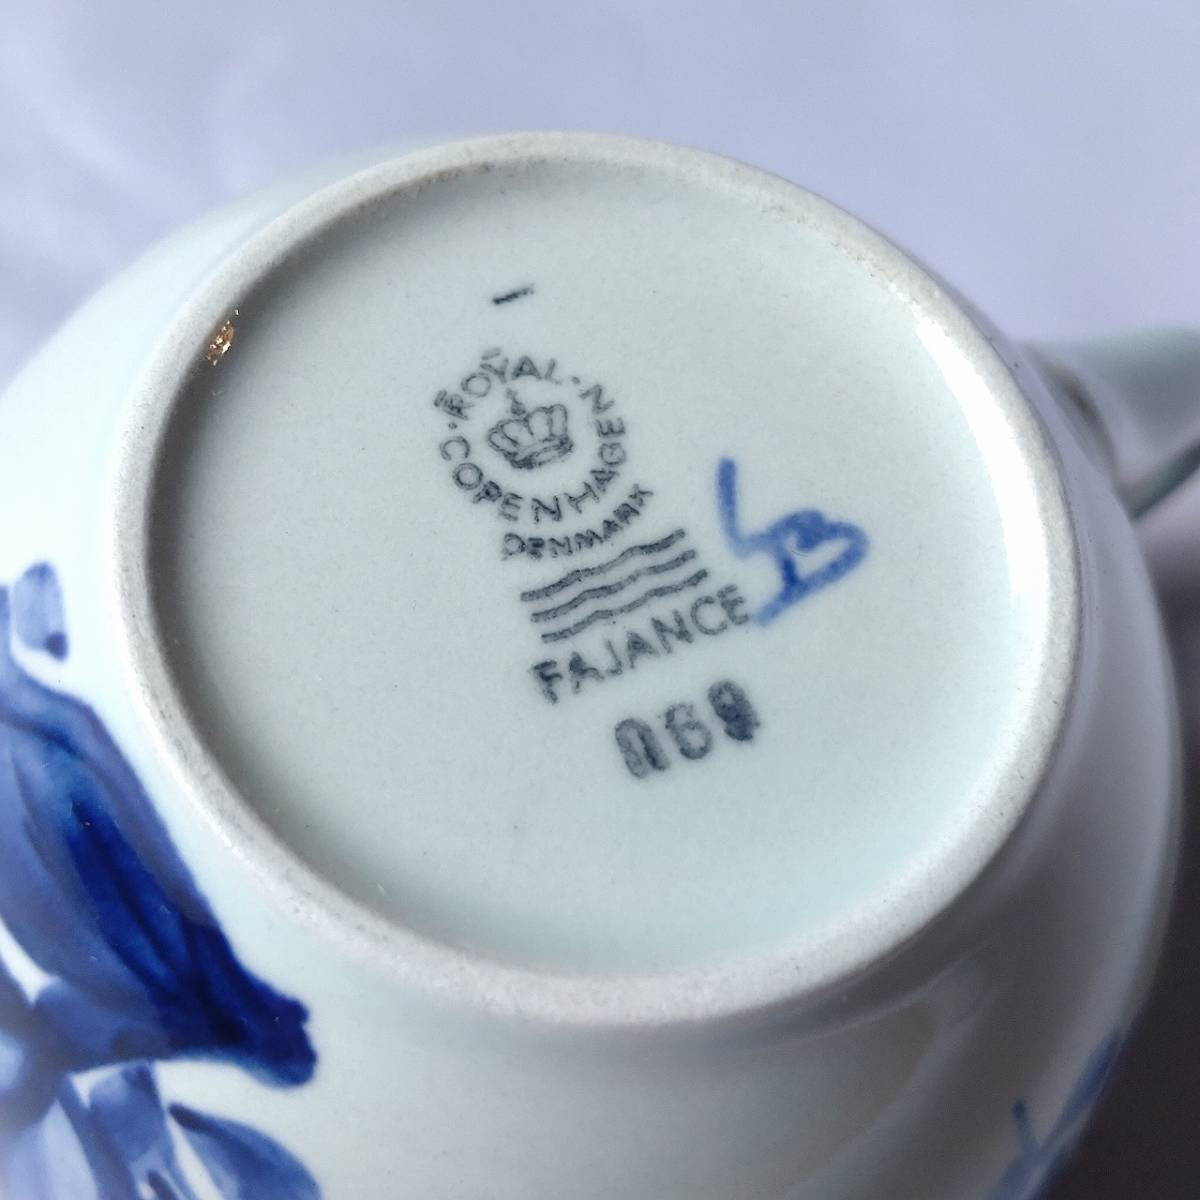 ROYAL · COPENHAGEN ·
DENMARK
FAJANCE
069